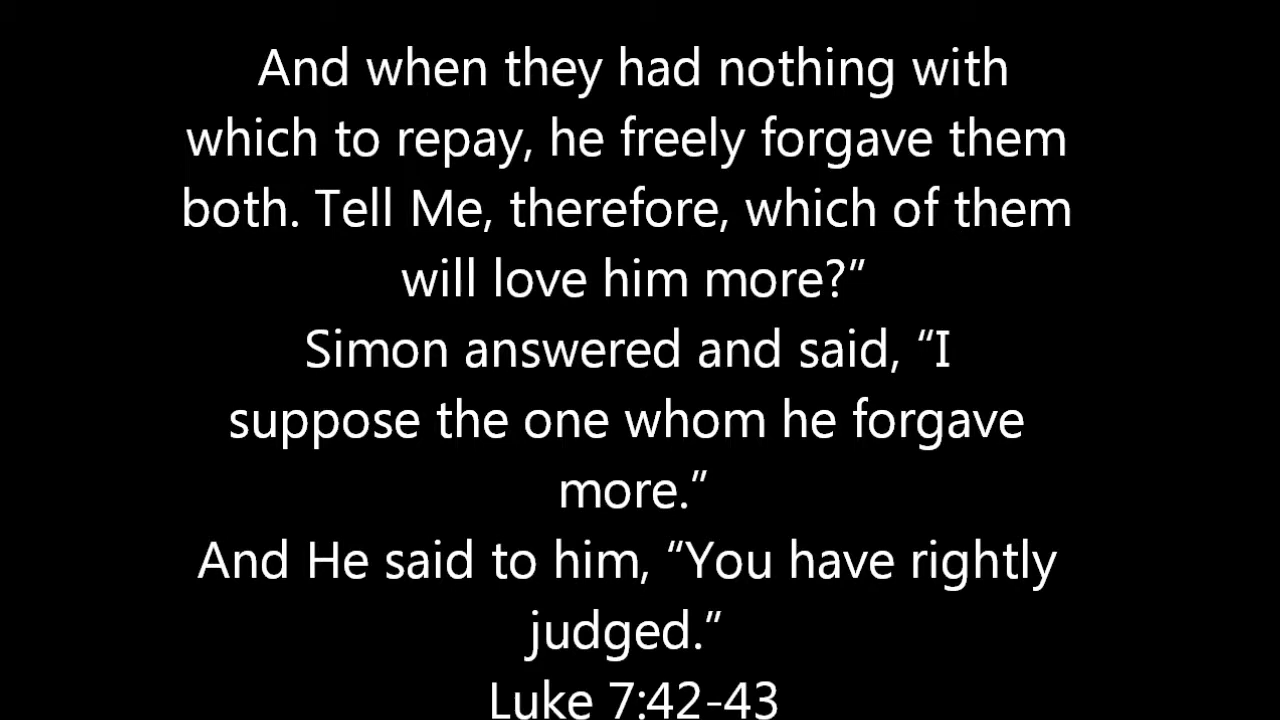 And when they had nothing with
which to repay, he freely forgave them
both. Tell Me, therefore, which of them
will love him more?”
Simon answered and said, “I
suppose the one whom he forgave
more.”
And He said to him, “You have rightly
judged.”
Luke 7:42-43